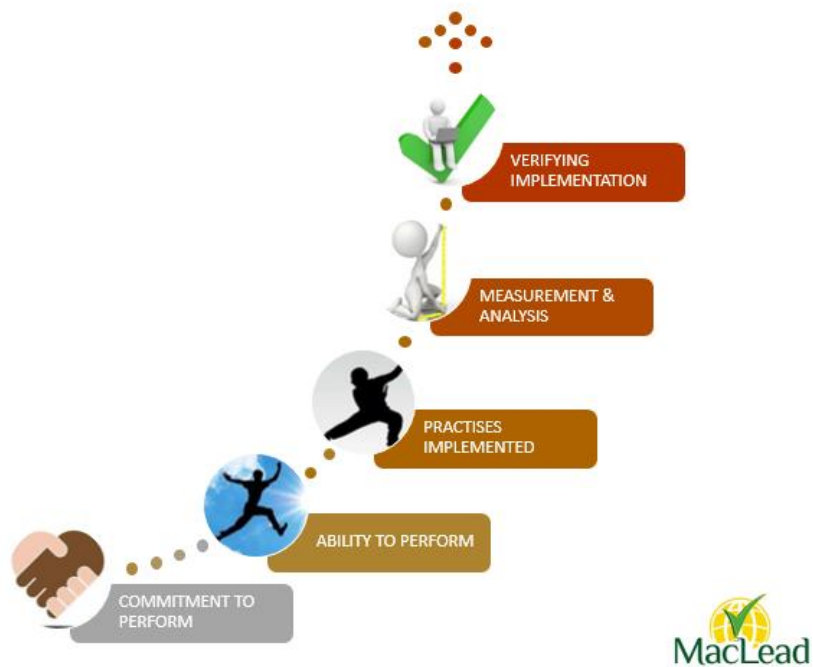 VERIFYING
IMPLEMENTATION
MEASUREMENT &
ANALYSIS
PRACTISES
IMPLEMENTED
ABILITY TO PERFORM
COMMITMENT TO
PERFORM
MacLead